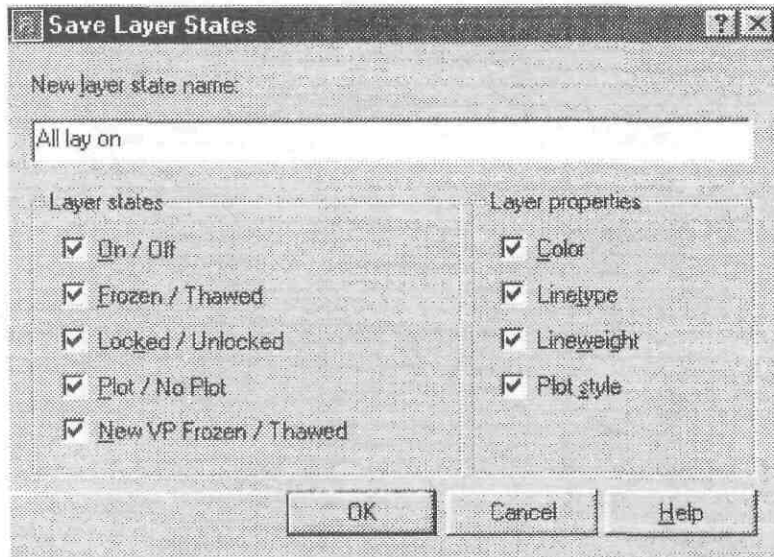 Save Layer States
New layer state name:
All lay on
Layer states
On / Off
Frozen / Thawed
Locked / Unlocked
Plot / No Plot
New VP Frozen / Thawed
Layer properties
Color
Linetype
Lineweight
Plot style
OK Cancel Help